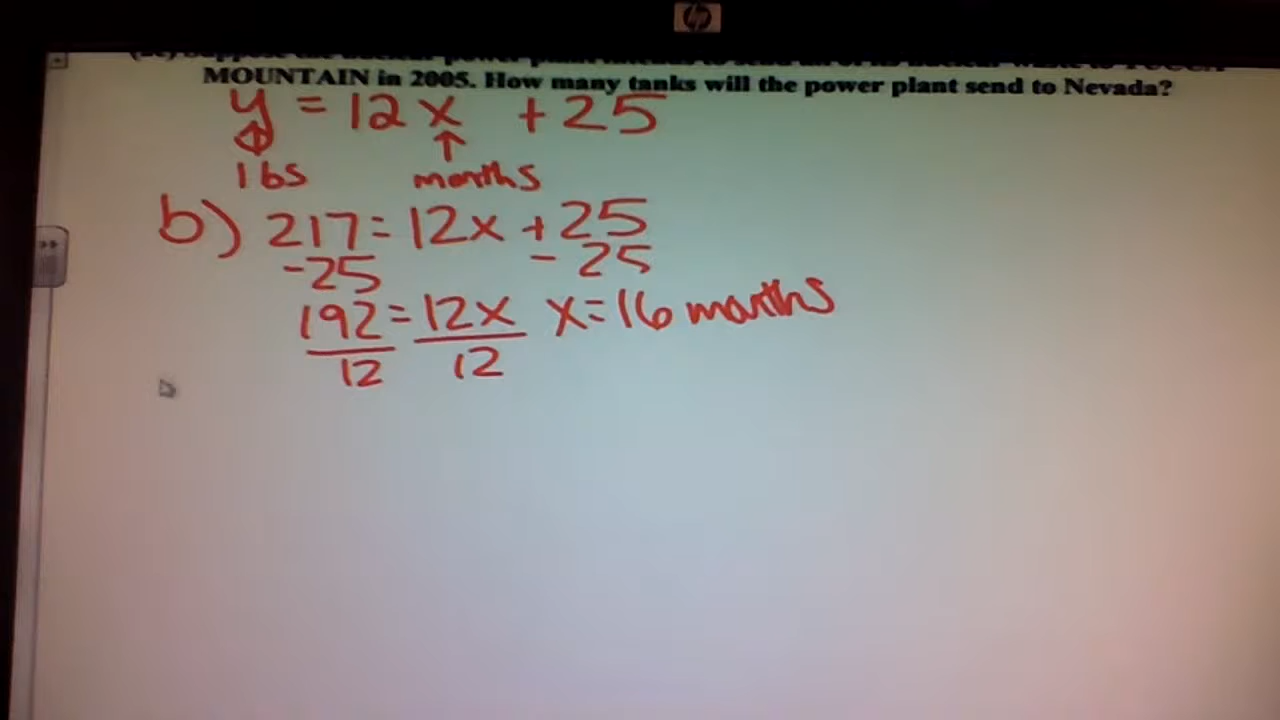 MOUNTAIN in 2005. How many tanks will the power plant send to Nevada?
y = 12x + 25
lbs months
b) 217 = 12x + 25
-25 - 25
192 = 12x x = 16 months
12 12